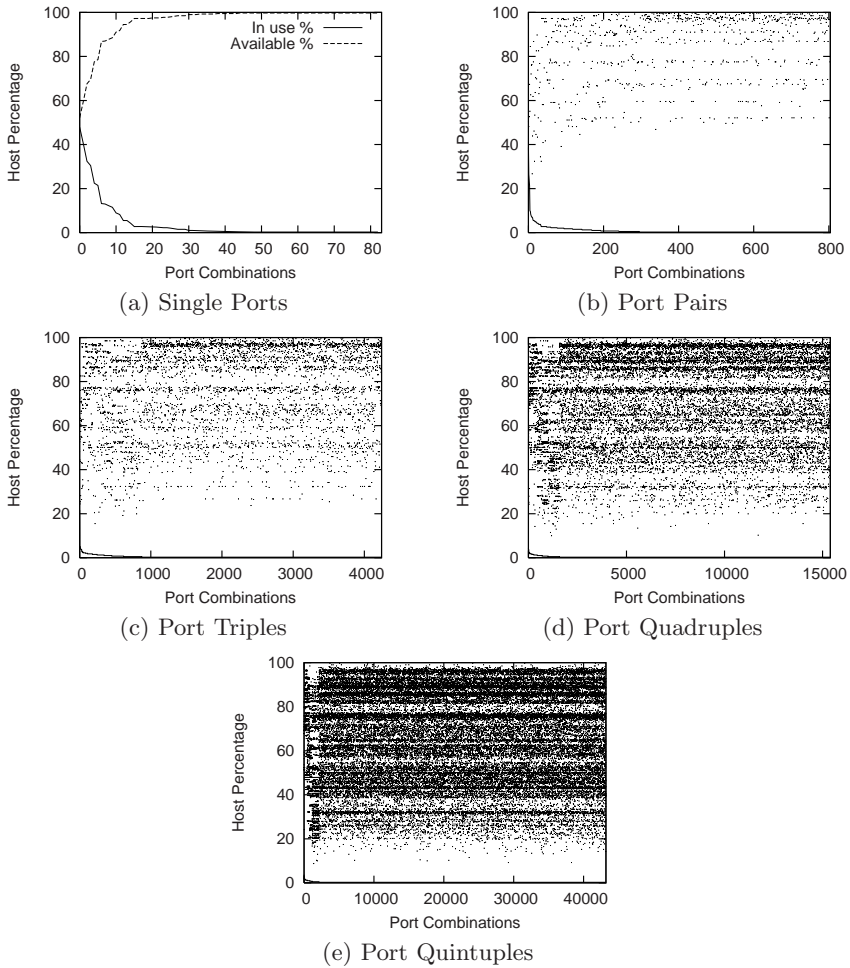 100
80
60
40
20
0
Host Percentage
In use %
Available %
0 10 20 30 40 50 60 70 80
Port Combinations
(a) Single Ports
100
80
60
40
20
0
Host Percentage
0 200 400 600 800
Port Combinations
(b) Port Pairs
100
80
60
40
20
0
Host Percentage
0 1000 2000 3000 4000
Port Combinations
(c) Port Triples
100
80
60
40
20
0
Host Percentage
0 5000 10000 15000
Port Combinations
(d) Port Quadruples
100
80
60
40
20
0
Host Percentage
0 10000 20000 30000 40000
Port Combinations
(e) Port Quintuples